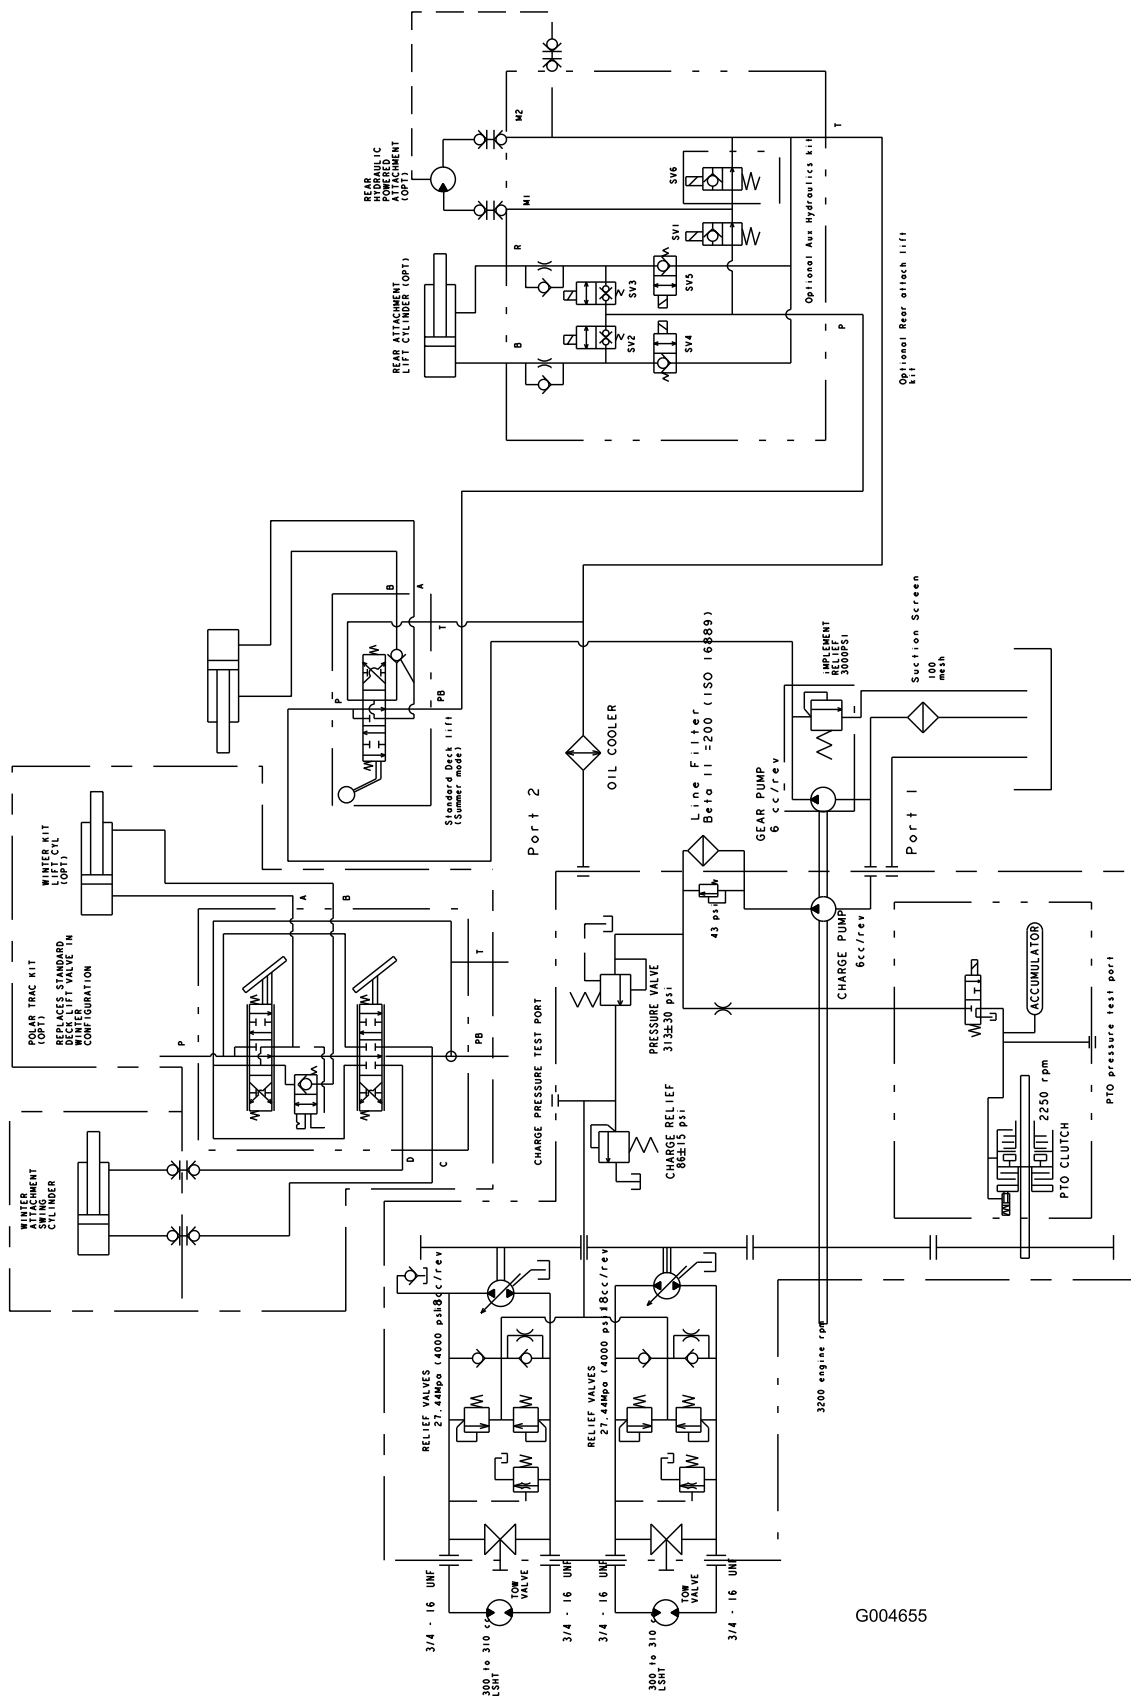 M2
T
REAR
HYDRAULIC
POWERED
ATTACHMENT
(OPT)
M1
SV6
SV1
Optional Aux Hydraulics kit
REAR ATTACHMENT
LIFT CYLINDER (OPT)
R
SV3
SV5
B
SV2
SV4
P
Optional Rear attach lift
kit
B
A
T
P
PB
Standard Deck lift
(Summer mode)
OIL COOLER
Line Filter
Beta 11 =200 (ISO 16889)
IMPLEMENT
RELIEF
3000PSI
Suction Screen
100
mesh
GEAR PUMP
6 cc/rev
Port 2
Port 1
WINTER KIT
LIFT CYL
(OPT)
A
B
POLAR TRAC KIT
(OPT)
REPLACES STANDARD
DECK LIFT VALVE IN
WINTER
CONFIGURATION
P
T
PB
43 psi
CHARGE PUMP
6cc/rev
PRESSURE VALVE
313±30 psi
CHARGE PRESSURE TEST PORT
CHARGE RELIEF
86±15 psi
ACCUMULATOR
PTO pressure test port
2250 rpm
PTO CLUTCH
WINTER
ATTACHMENT
SWING
CYLINDER
D
C
RELIEF VALVES
27.44Mpa (4000 psi)
18cc/rev
RELIEF VALVES
27.44Mpa (4000 psi)
18cc/rev
3200 engine rpm
TOW
VALVE
TOW
VALVE
3/4 - 16 UNF
3/4 - 16 UNF
3/4 - 16 UNF
3/4 - 16 UNF
300 to 310 cc
LSHT
300 to 310 c
LSHT
G004655